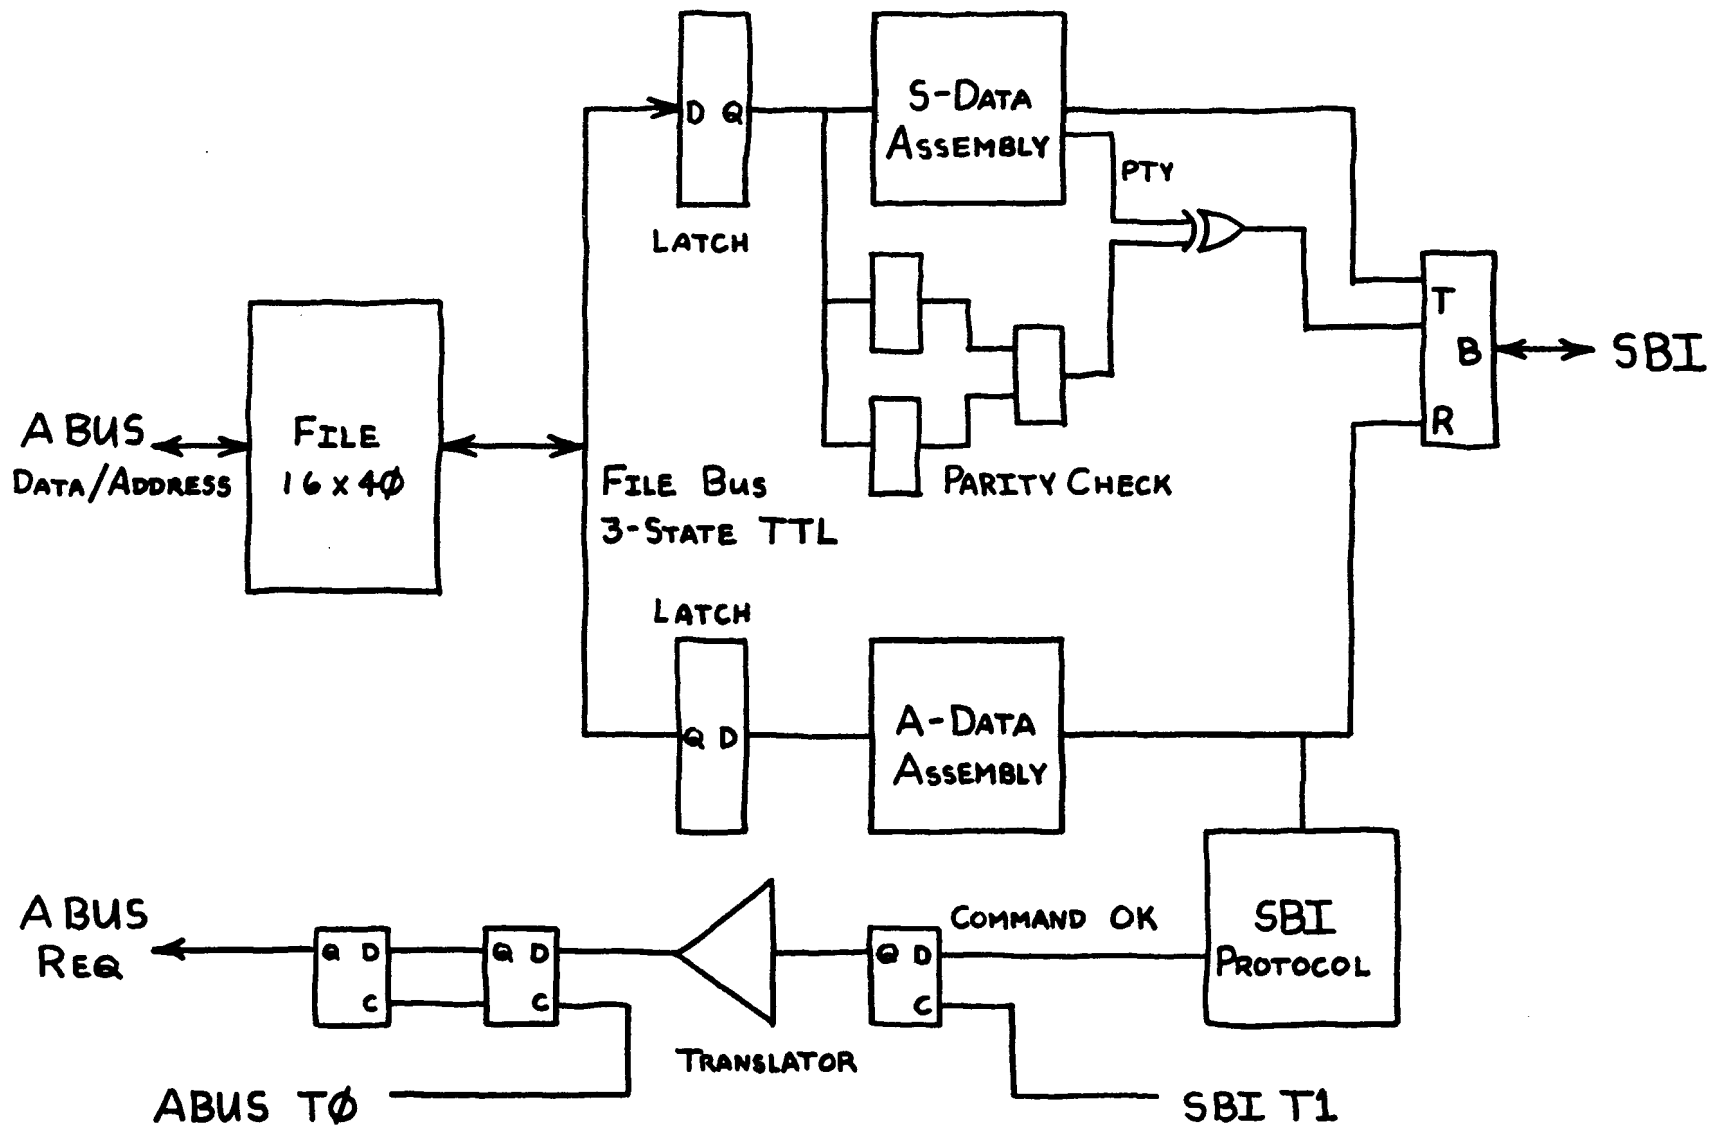 D Q
LATCH
S-DATA
ASSEMBLY
PTY
T
B
R
SBI
ABUS
DATA/ADDRESS
FILE
16 x 4Ø
FILE BUS
3-STATE TTL
PARITY CHECK
LATCH
Q D
A-DATA
ASSEMBLY
ABUS
REQ
Q D
C
Q D
C
TRANSLATOR
Q D
C
COMMAND OK
SBI
PROTOCOL
ABUS TØ
SBI T1